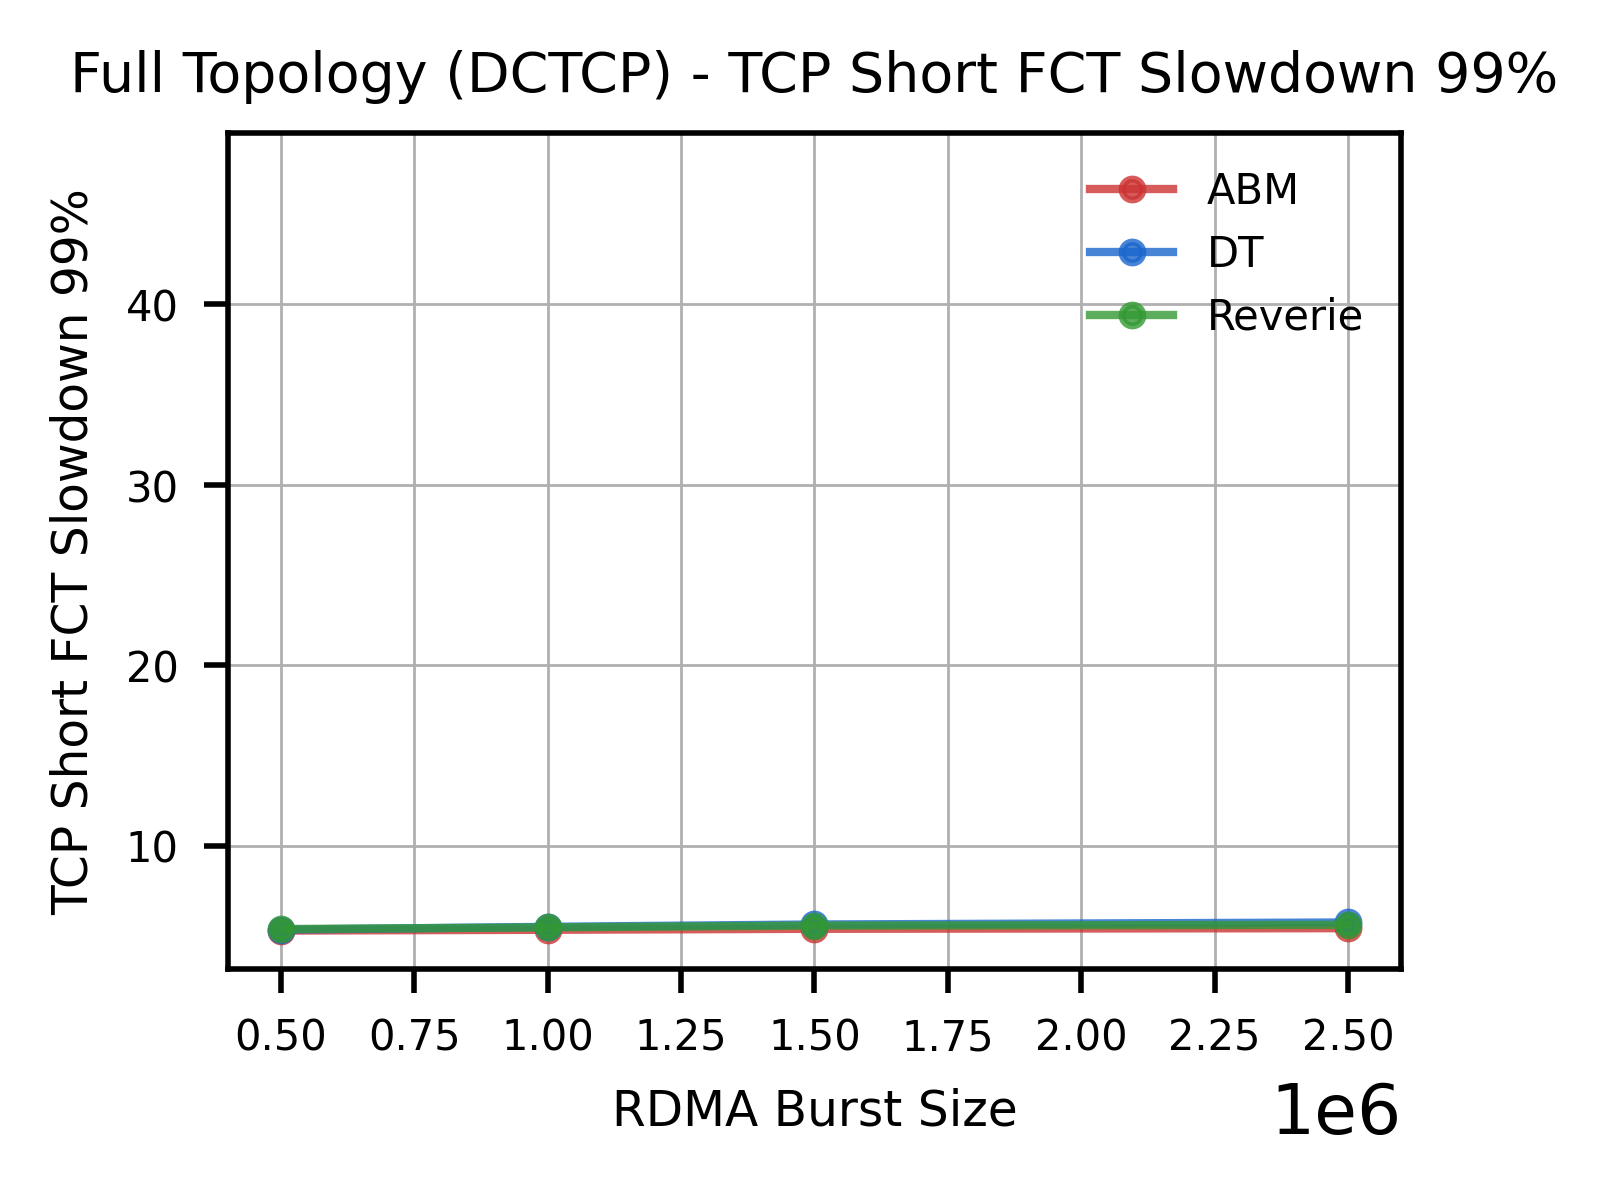 Full Topology (DCTCP) - TCP Short FCT Slowdown 99%
TCP Short FCT Slowdown 99%
ABM
DT
Reverie
40
30
20
10
0.50 0.75 1.00 1.25 1.50 1.75 2.00 2.25 2.50
RDMA Burst Size
1e6